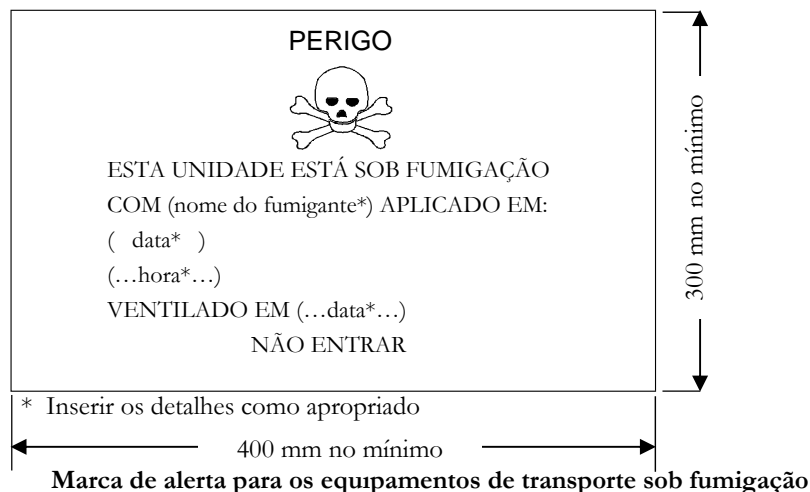 PERIGO
ESTA UNIDADE ESTÁ SOB FUMIGAÇÃO
COM (nome do fumigante*) APLICADO EM:
( data* )
(…hora*…)
VENTILADO EM (…data*…)
NÃO ENTRAR
300 mm no mínimo
* Inserir os detalhes como apropriado
400 mm no mínimo
Marca de alerta para os equipamentos de transporte sob fumigação